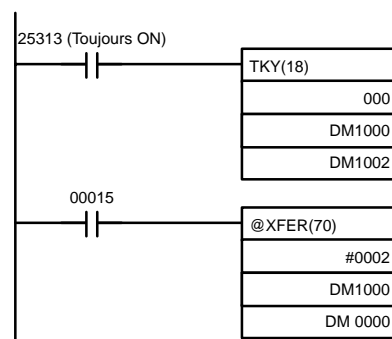 25313 (Toujours ON)
TKY(18)
000
DM1000
DM1002
00015
@XFER(70)
#0002
DM1000
DM 0000